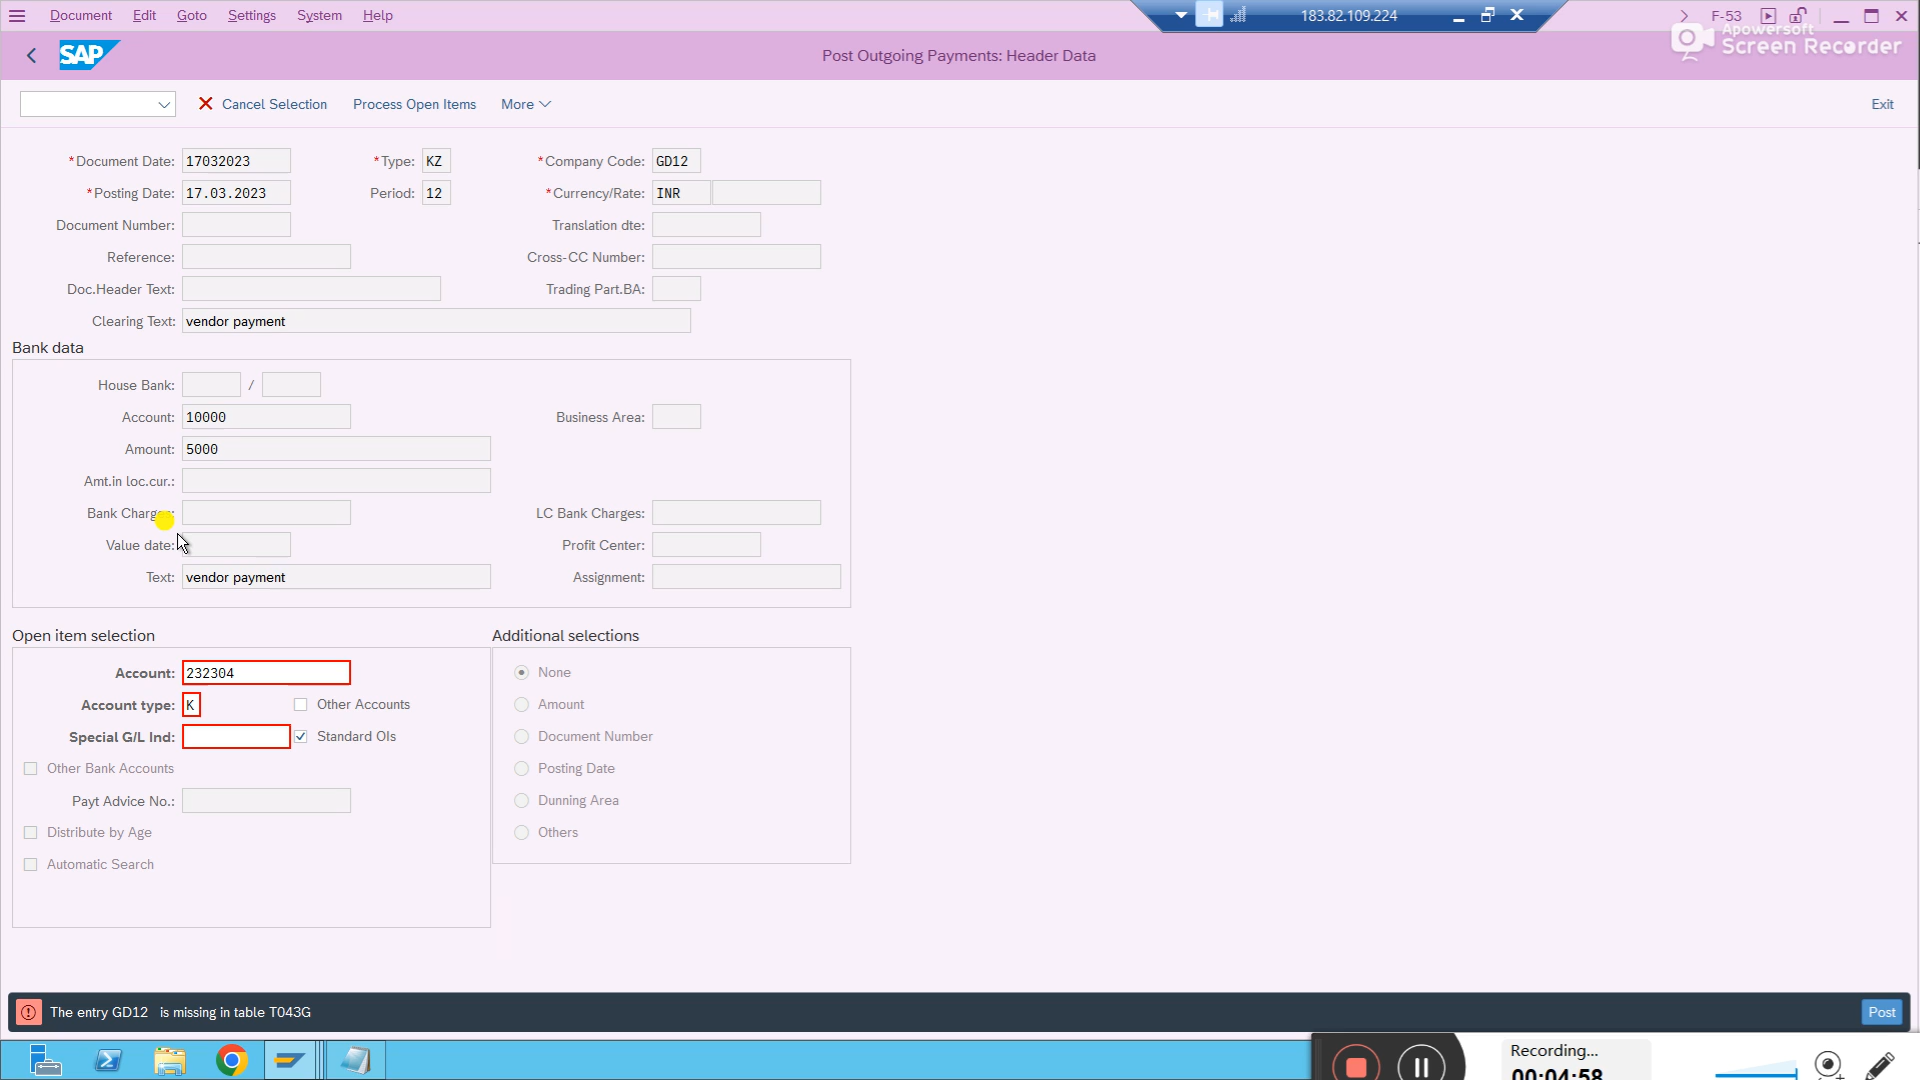 Document Edit Goto Settings System Help
183.82.109.224
F-53
Apowersoft
Screen Recorder
SAP
Post Outgoing Payments: Header Data
Cancel Selection Process Open Items More Exit
*Document Date: 17032023 *Type: KZ *Company Code: GD12
*Posting Date: 17.03.2023 Period: 12 *Currency/Rate: INR
Document Number: Translation dte:
Reference: Cross-CC Number:
Doc.Header Text: Trading Part.BA:
Clearing Text: vendor payment
Bank data
House Bank: /
Account: 10000 Business Area:
Amount: 5000
Amt.in loc.cur.:
Bank Charges: LC Bank Charges:
Value date: Profit Center:
Text: vendor payment Assignment:
Open item selection Additional selections
Account: 232304 None
Account type: K Other Accounts Amount
Special G/L Ind: Standard OIs Document Number
Other Bank Accounts Posting Date
Payt Advice No.: Dunning Area
Distribute by Age Others
Automatic Search
The entry GD12 is missing in table T043G Post
Recording...
00:04:58